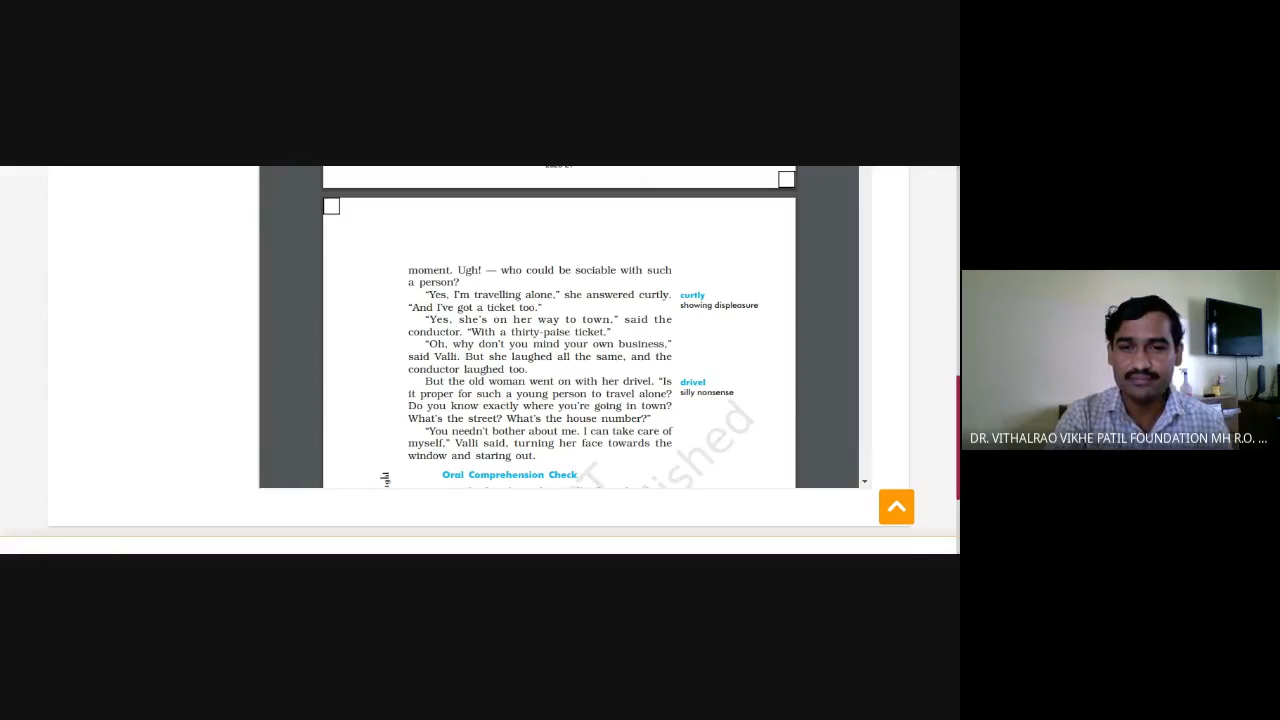 moment. Ugh! — who could be sociable with such
a person?
“Yes, I'm travelling alone,” she answered curtly.
“And I've got a ticket too.”
curtly
showing displeasure
“Yes, she's on her way to town,” said the
conductor. “With a thirty-paise ticket.”
“Oh, why don't you mind your own business,”
said Valli. But she laughed all the same, and the
conductor laughed too.
But the old woman went on with her drivel. “Is
it proper for such a young person to travel alone?
Do you know exactly where you're going in town?
What's the street? What's the house number?”
drivel
silly nonsense
“You needn't bother about me. I can take care of
myself,” Valli said, turning her face towards the
window and staring out.
Oral Comprehension Check
DR. VITHALRAO VIKHE PATIL FOUNDATION MH R.O. ...